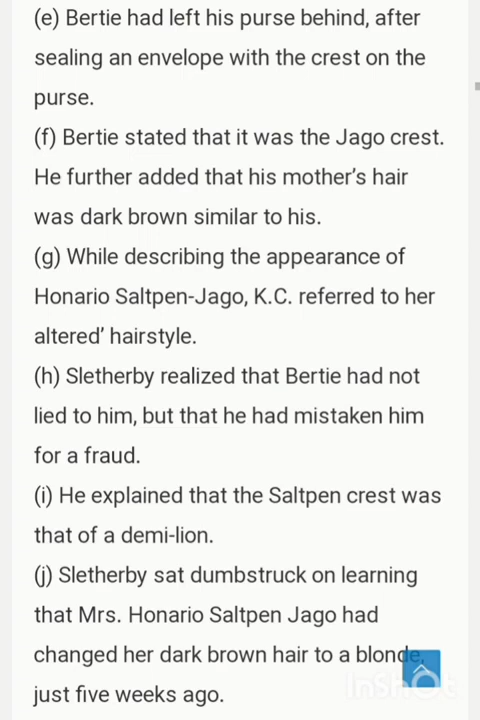 (e) Bertie had left his purse behind, after
sealing an envelope with the crest on the
purse.
(f) Bertie stated that it was the Jago crest.
He further added that his mother's hair
was dark brown similar to his.
(g) While describing the appearance of
Honario Saltpen-Jago, K.C. referred to her
altered’ hairstyle.
(h) Sletherby realized that Bertie had not
lied to him, but that he had mistaken him
for a fraud.
(i) He explained that the Saltpen crest was
that of a demi-lion.
(j) Sletherby sat dumbstruck on learning
that Mrs. Honario Saltpen Jago had
changed her dark brown hair to a blonde,
just five weeks ago.
InShOt